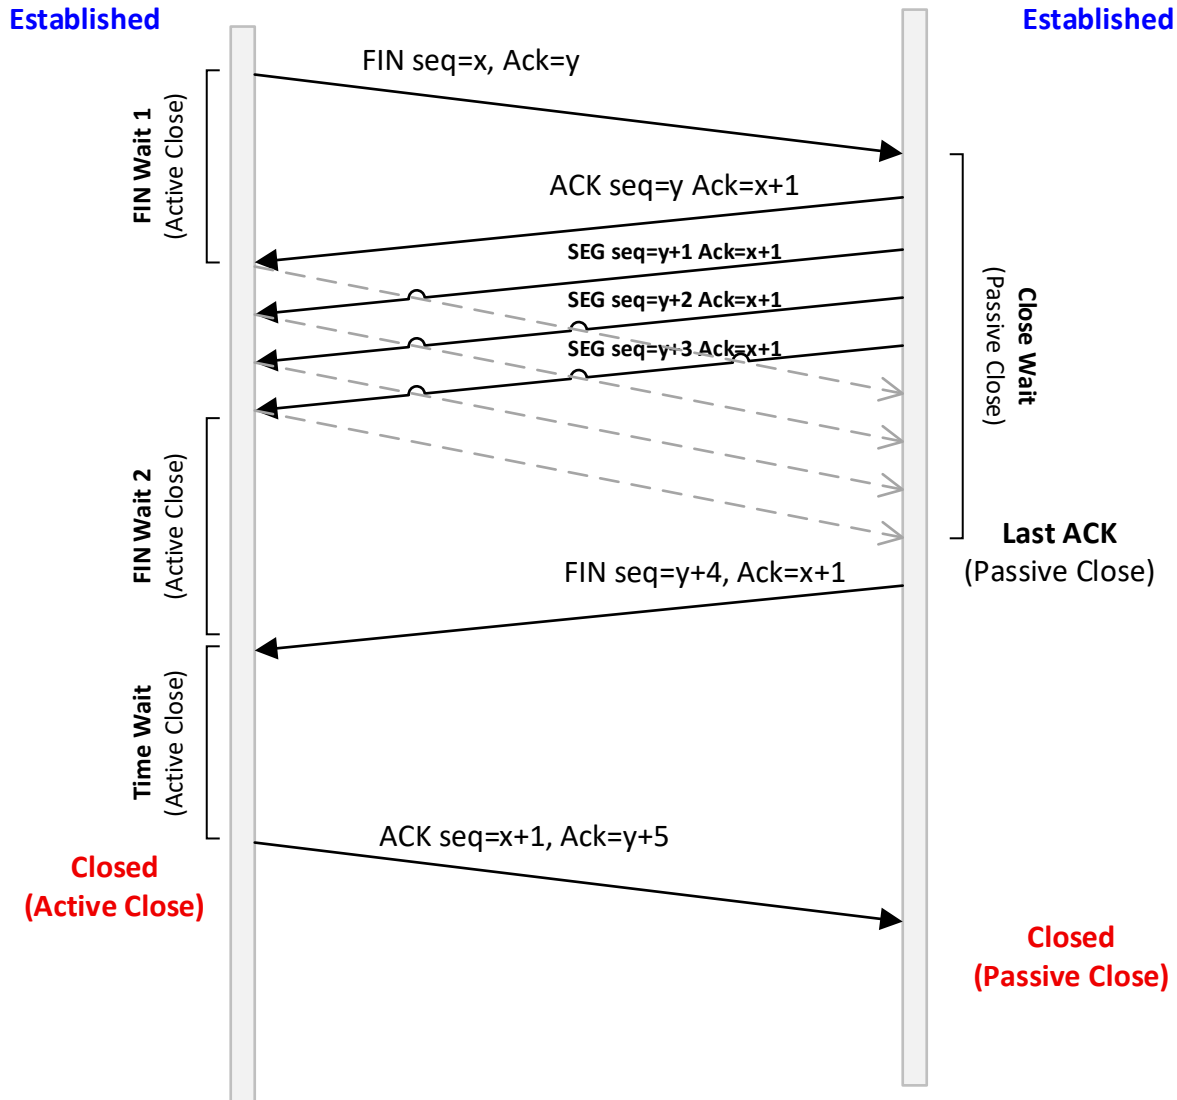 Established
Established
FIN seq=x, Ack=y
FIN Wait 1
(Active Close)
ACK seq=y Ack=x+1
SEG seq=y+1 Ack=x+1
SEG seq=y+2 Ack=x+1
SEG seq=y+3 Ack=x+1
Close Wait
(Passive Close)
FIN Wait 2
(Active Close)
Last ACK
(Passive Close)
FIN seq=y+4, Ack=x+1
Time Wait
(Active Close)
ACK seq=x+1, Ack=y+5
Closed
(Active Close)
Closed
(Passive Close)